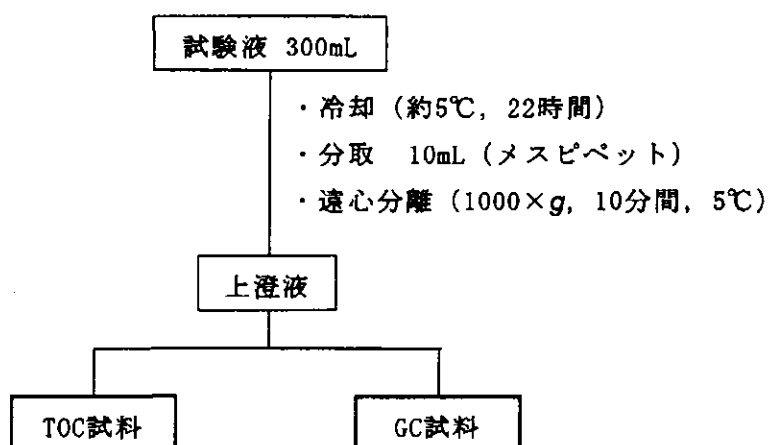 試験液 300mL
・冷却 (約5℃, 22時間)
・分取 10mL (メスピペット)
・遠心分離 (1000×g, 10分間, 5℃)
上澄液
TOC試料
GC試料